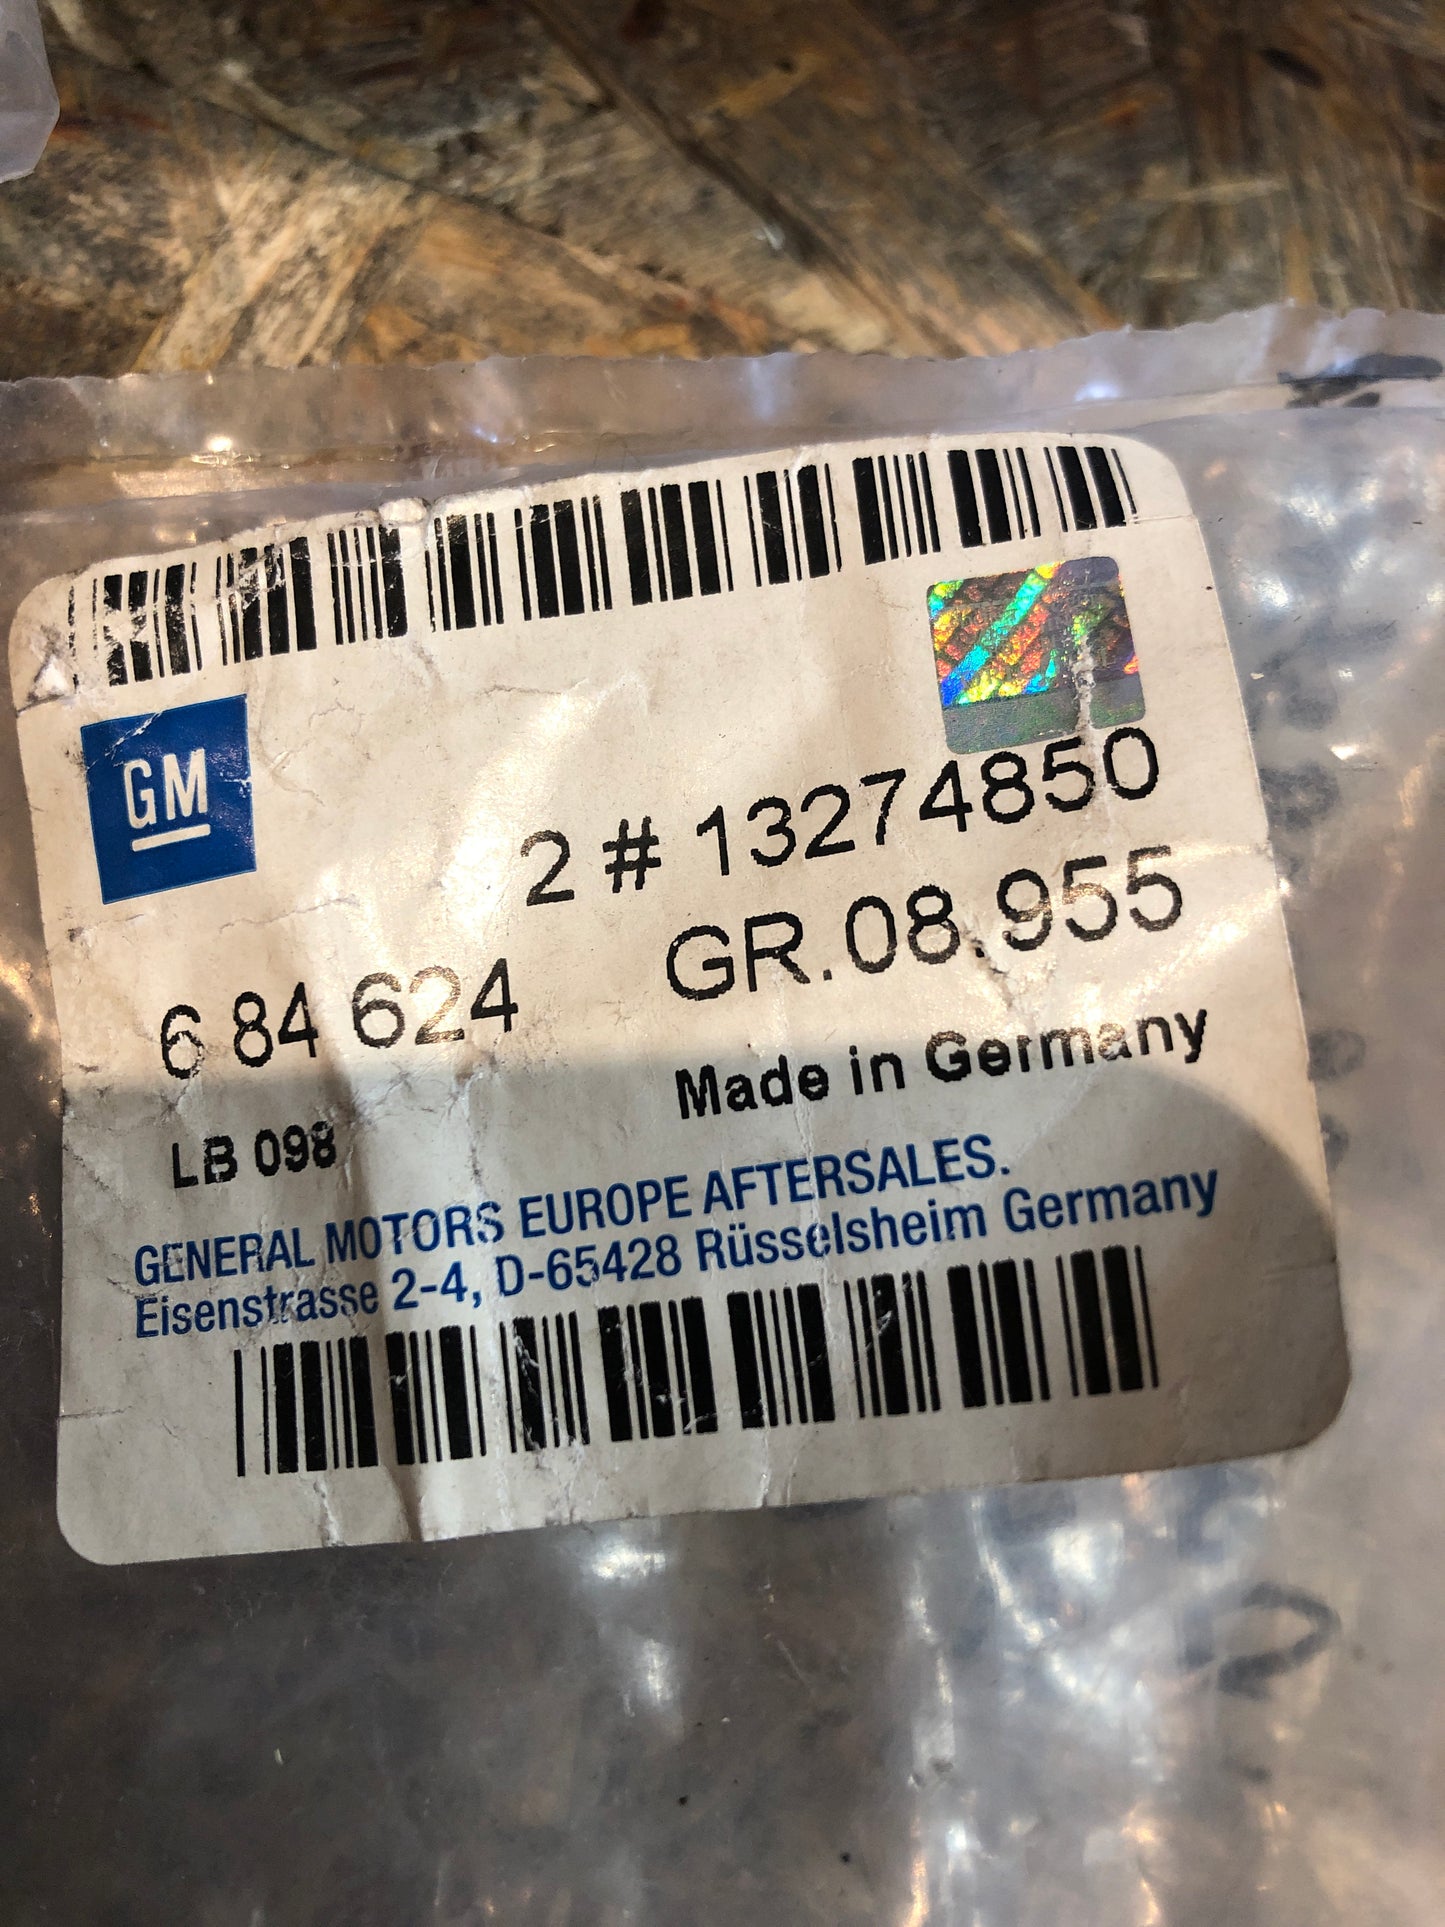 GM
2 # 13274850
6 84 624 GR.08.955
LB 098 Made in Germany
GENERAL MOTORS EUROPE AFTERSALES.
Eisenstrasse 2-4, D-65428 Rüsselsheim Germany